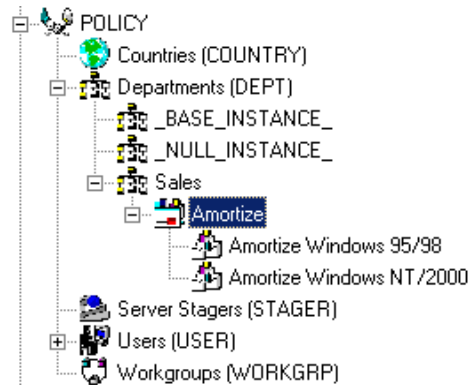 POLICY
Countries (COUNTRY)
Departments (DEPT)
_BASE_INSTANCE_
_NULL_INSTANCE_
Sales
Amortize
Amortize Windows 95/98
Amortize Windows NT/2000
Server Stagers (STAGER)
Users (USER)
Workgroups (WORKGRP)